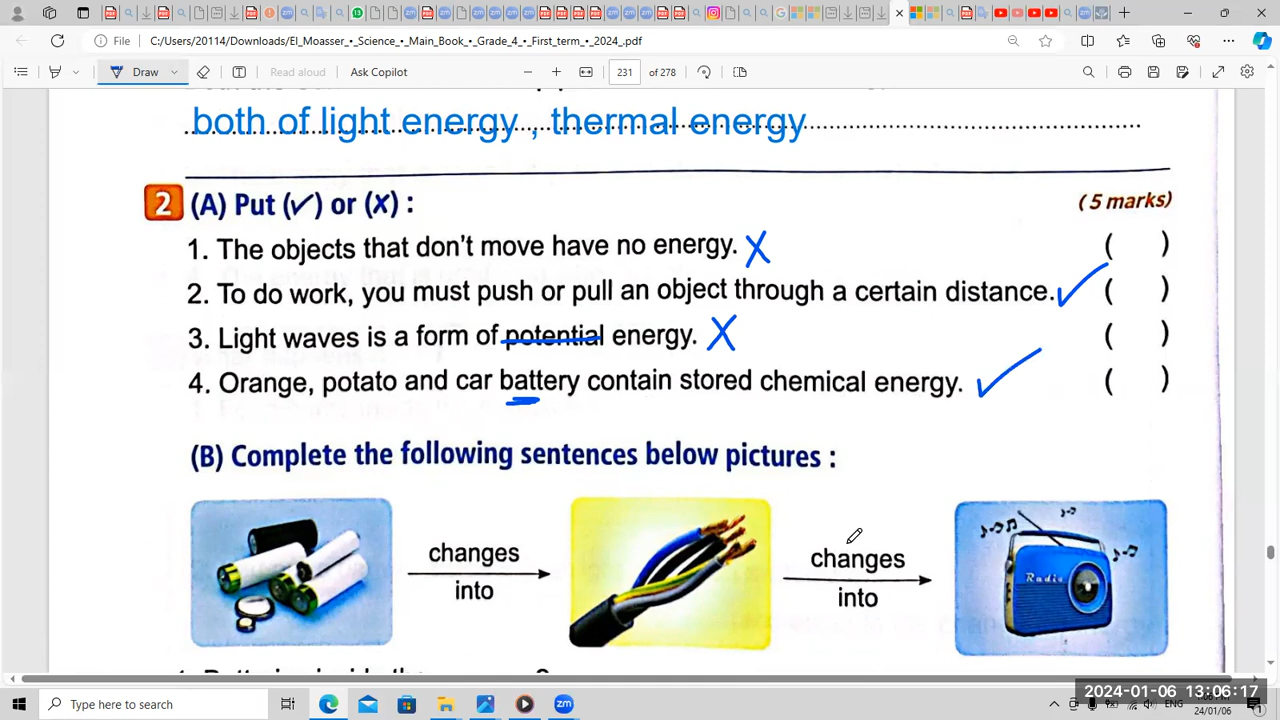 File
C:/Users/20114/Downloads/El_Moasser_•_Science_•_Main_Book_•_Grade_4_•_First_term_•_2024_.pdf
Draw
Read aloud
Ask Copilot
231
of 278
both of light energy , thermal energy
2 (A) Put (✓) or (x) :
(5 marks)
1. The objects that don't move have no energy. X ( )
2. To do work, you must push or pull an object through a certain distance. ✓ ( )
3. Light waves is a form of potential energy. X ( )
4. Orange, potato and car battery contain stored chemical energy. ✓ ( )
(B) Complete the following sentences below pictures :
changes
into
changes
into
Radio
Type here to search
ENG
2024-01-06 13:06:17
24/01/06